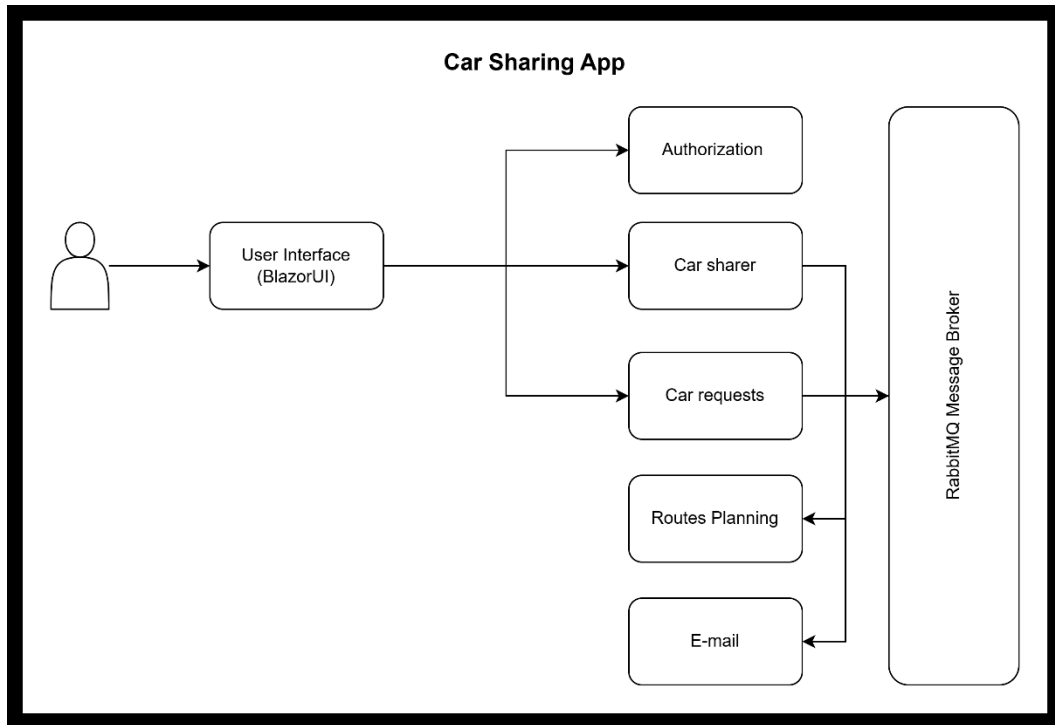 Car Sharing App
Authorization
User Interface
(BlazorUI)
Car sharer
Car requests
Routes Planning
E-mail
RabbitMQ Message Broker